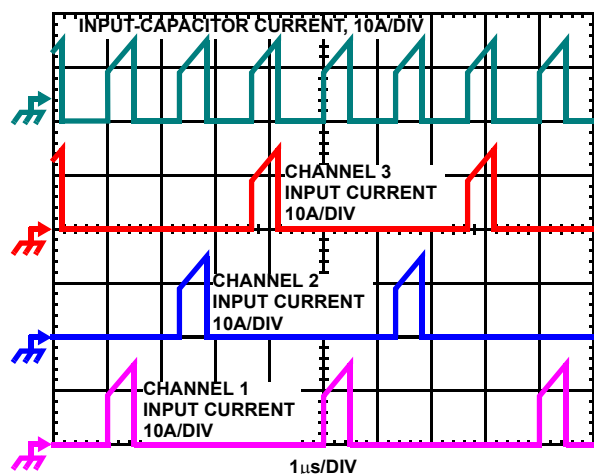 INPUT-CAPACITOR CURRENT, 10A/DIV
CHANNEL 3
INPUT CURRENT
10A/DIV
CHANNEL 2
INPUT CURRENT
10A/DIV
CHANNEL 1
INPUT CURRENT
10A/DIV
1μs/DIV